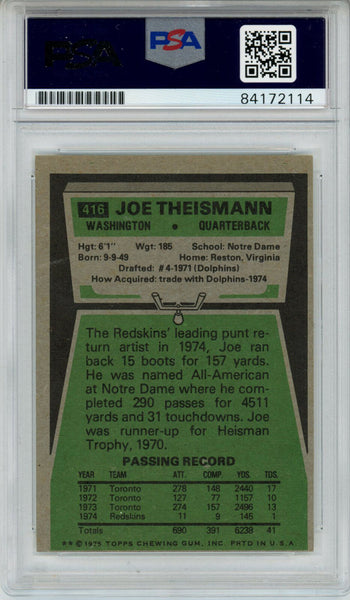 PSA
PSA
84172114
416 JOE THEISMANN
WASHINGTON • QUARTERBACK
Hgt: 6'1" Wgt: 185 School: Notre Dame
Born: 9-9-49 Home: Reston, Virginia
Drafted: #4-1971 (Dolphins)
How Acquired: trade with Dolphins-1974
The Redskins' leading punt re-
turn artist in 1974, Joe ran
back 15 boots for 157 yards.
He was named All-American
at Notre Dame where he com-
pleted 290 passes for 4511
yards and 31 touchdowns. Joe
was runner-up for Heisman
Trophy, 1970.
PASSING RECORD
YEAR TEAM ATT. COMP. YDS. TDS.
1971 Toronto 278 148 2440 17
1972 Toronto 127 77 1157 10
1973 Toronto 274 157 2496 13
1974 Redskins 11 9 145 1
Totals 690 391 6238 41
** © 1975 TOPPS CHEWING GUM, INC. PRTD IN U.S.A.